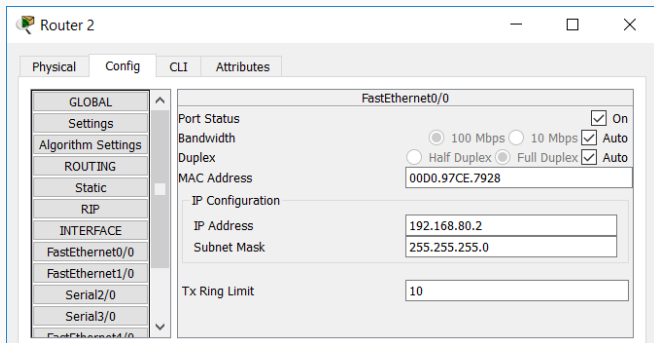 Router 2
Physical Config CLI Attributes
GLOBAL
Settings
Algorithm Settings
ROUTING
Static
RIP
INTERFACE
FastEthernet0/0
FastEthernet1/0
Serial2/0
Serial3/0
FastEthernet4/0
FastEthernet0/0
Port Status On
Bandwidth 100 Mbps 10 Mbps Auto
Duplex Half Duplex Full Duplex Auto
MAC Address 00D0.97CE.7928
IP Configuration
IP Address 192.168.80.2
Subnet Mask 255.255.255.0
Tx Ring Limit 10